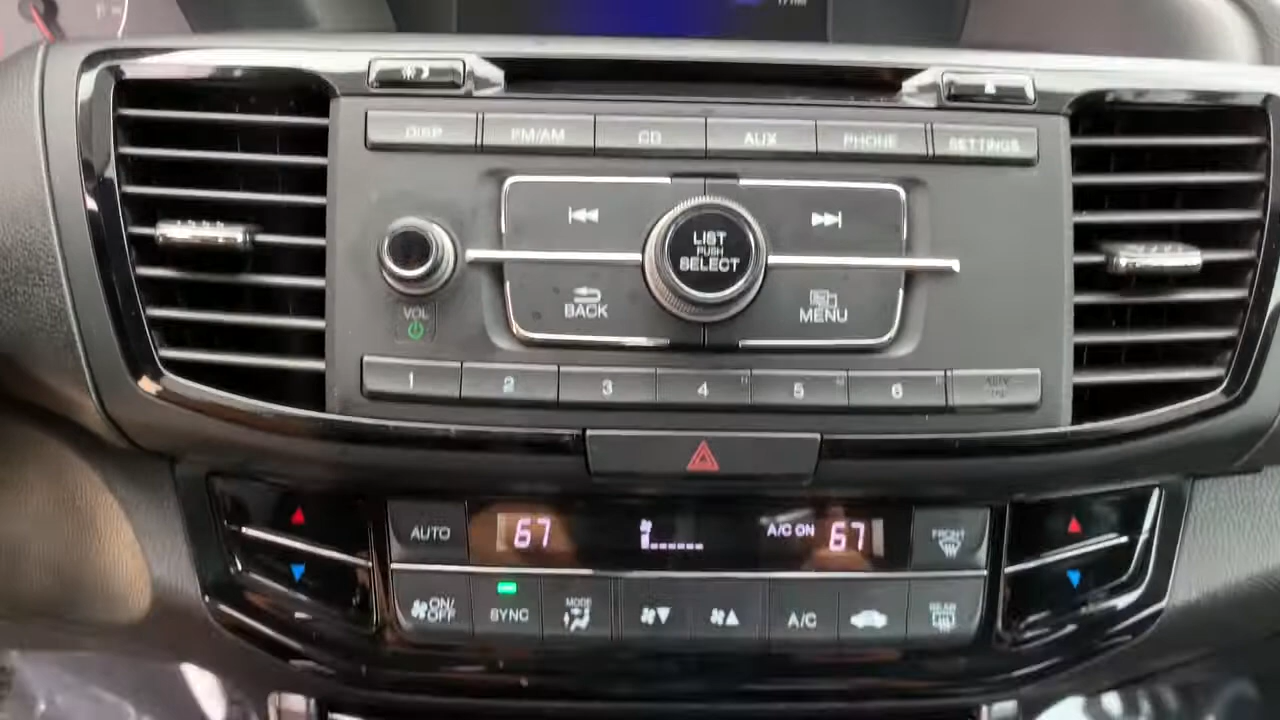 DISP FM/AM CD AUX PHONE SETTINGS
LIST
PUSH
SELECT
BACK MENU
VOL
1 2 3 4 5 6
AUTO 67 A/C ON 67 FRONT
ON/
OFF
SYNC MODE A/C REAR